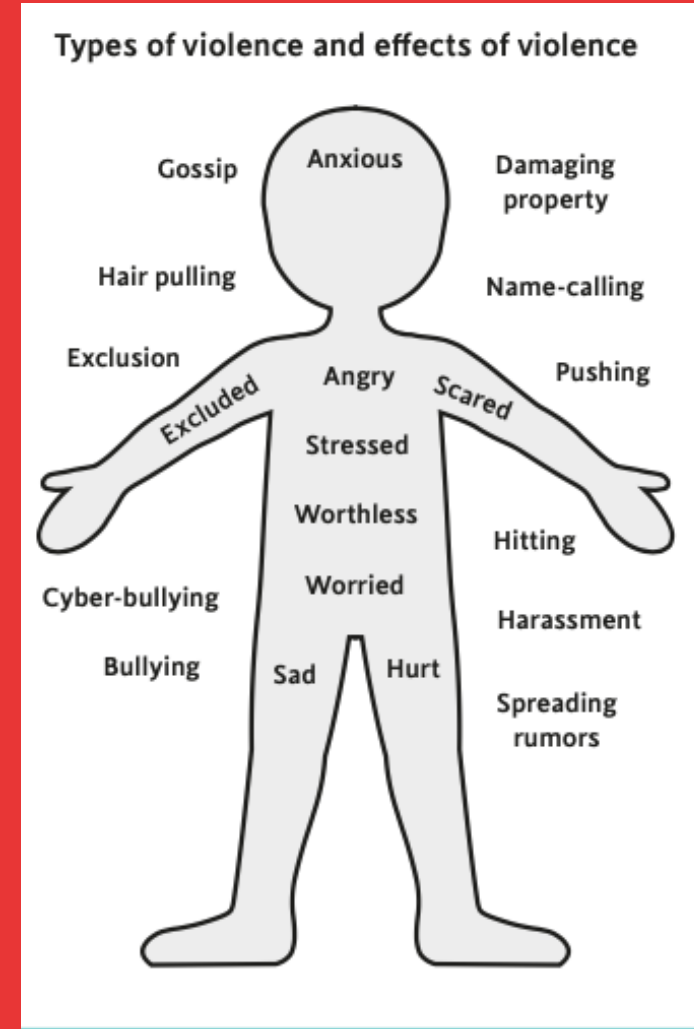 Types of violence and effects of violence
Gossip
Anxious
Damaging
property
Hair pulling
Name-calling
Exclusion
Excluded
Angry
Scared
Pushing
Stressed
Worthless
Hitting
Cyber-bullying
Worried
Harassment
Bullying
Sad
Hurt
Spreading
rumors